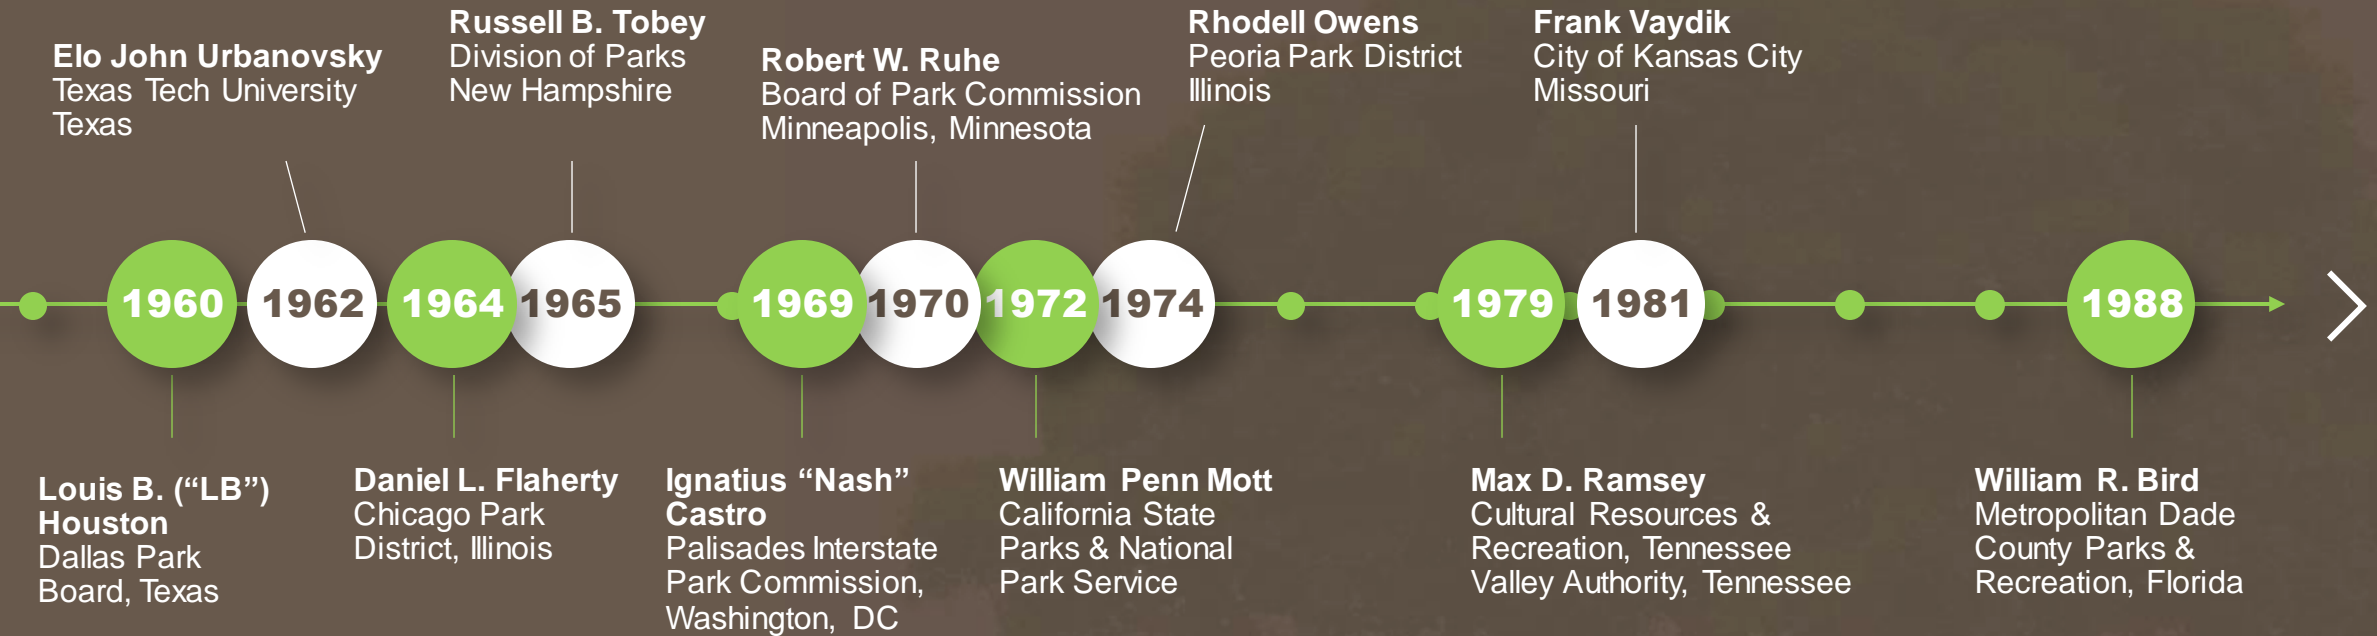 Elo John Urbanovsky
Texas Tech University
Texas
Russell B. Tobey
Division of Parks
New Hampshire
Robert W. Ruhe
Board of Park Commission
Minneapolis, Minnesota
Rhodell Owens
Peoria Park District
Illinois
Frank Vaydik
City of Kansas City
Missouri
1960
1962
1964
1965
1969
1970
1972
1974
1979
1981
1988
Louis B. (“LB”)
Houston
Dallas Park
Board, Texas
Daniel L. Flaherty
Chicago Park
District, Illinois
Ignatius “Nash”
Castro
Palisades Interstate
Park Commission,
Washington, DC
William Penn Mott
California State
Parks & National
Park Service
Max D. Ramsey
Cultural Resources &
Recreation, Tennessee
Valley Authority, Tennessee
William R. Bird
Metropolitan Dade
County Parks &
Recreation, Florida